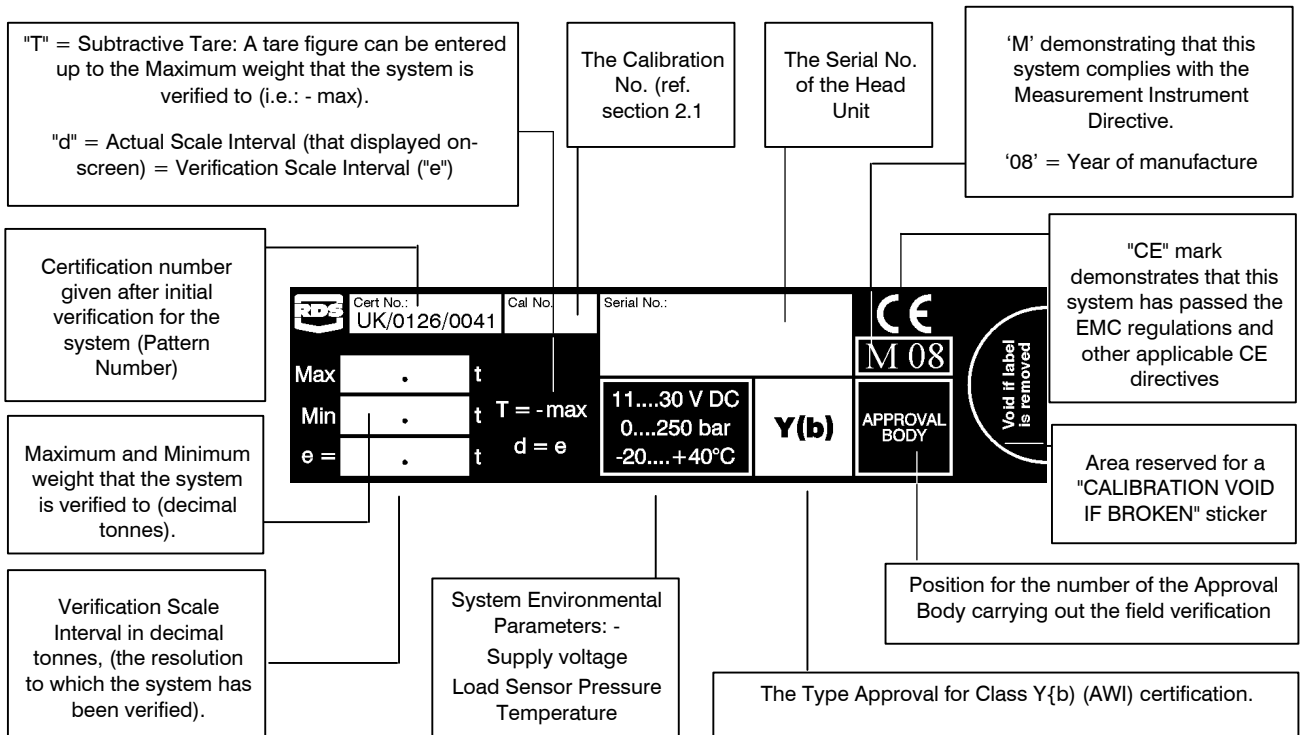 "T" = Subtractive Tare: A tare figure can be entered
up to the Maximum weight that the system is
verified to (i.e.: - max).
"d" = Actual Scale Interval (that displayed on-
screen) = Verification Scale Interval ("e")
The Calibration
No. (ref.
section 2.1
The Serial No.
of the Head
Unit
‘M’ demonstrating that this
system complies with the
Measurement Instrument
Directive.
‘08’ = Year of manufacture
Certification number
given after initial
verification for the
system (Pattern
Number)
"CE" mark
demonstrates that this
system has passed the
EMC regulations and
other applicable CE
directives
RDS
Cert No.:
UK/0126/0041
Cal No.
Serial No.:
CE
M 08
Max . t
Min . t
e = . t
T = - max
d = e
11....30 V DC
0....250 bar
-20....+40°C
Y(b)
APPROVAL
BODY
Void if label
is removed
Maximum and Minimum
weight that the system
is verified to (decimal
tonnes).
Area reserved for a
"CALIBRATION VOID
IF BROKEN" sticker
Verification Scale
Interval in decimal
tonnes, (the resolution
to which the system has
been verified).
System Environmental
Parameters: -
Supply voltage
Load Sensor Pressure
Temperature
Position for the number of the Approval
Body carrying out the field verification
The Type Approval for Class Y{b) (AWI) certification.